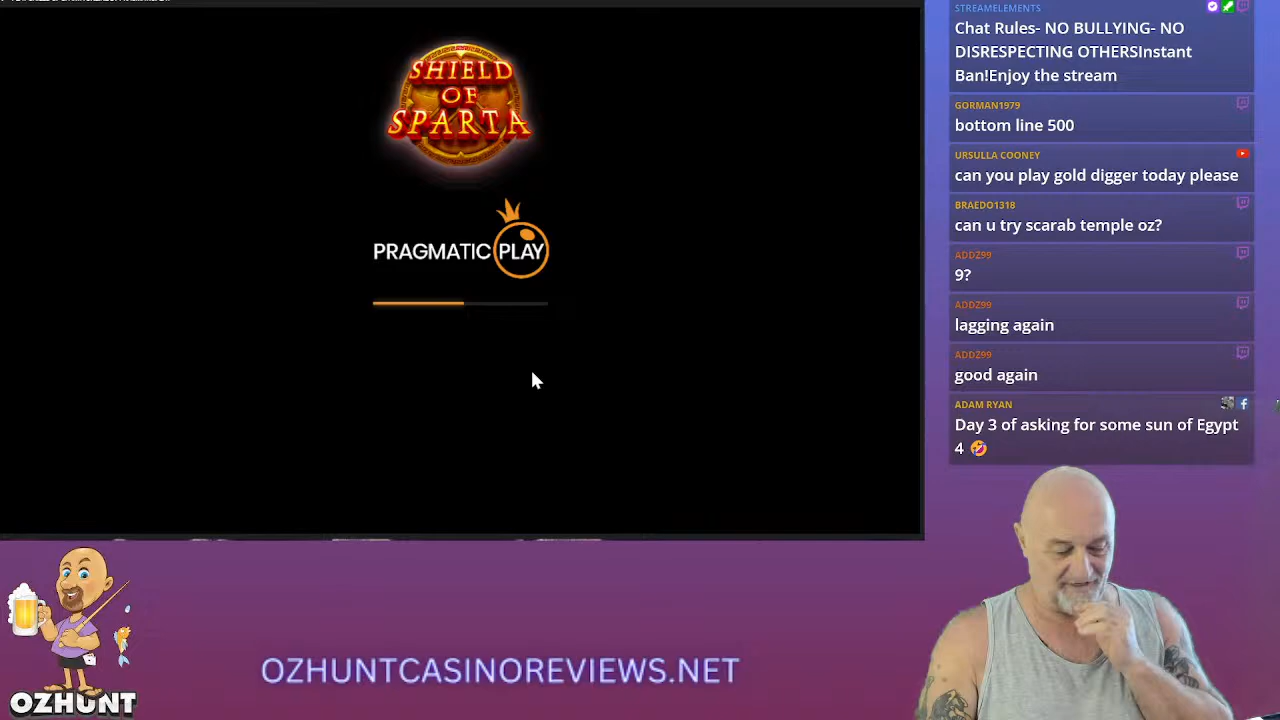 SHIELD
OF
SPARTA
PRAGMATIC PLAY
STREAMELEMENTS
Chat Rules- NO BULLYING- NO
DISRESPECTING OTHERSInstant
Ban!Enjoy the stream
GORMAN1979
bottom line 500
URSULLA COONEY
can you play gold digger today please
BRAEDO1318
can u try scarab temple oz?
ADDZ99
9?
ADDZ99
lagging again
ADDZ99
good again
ADAM RYAN
Day 3 of asking for some sun of Egypt
4 🤣
OZHUNT
OZHUNTCASINOREVIEWS.NET